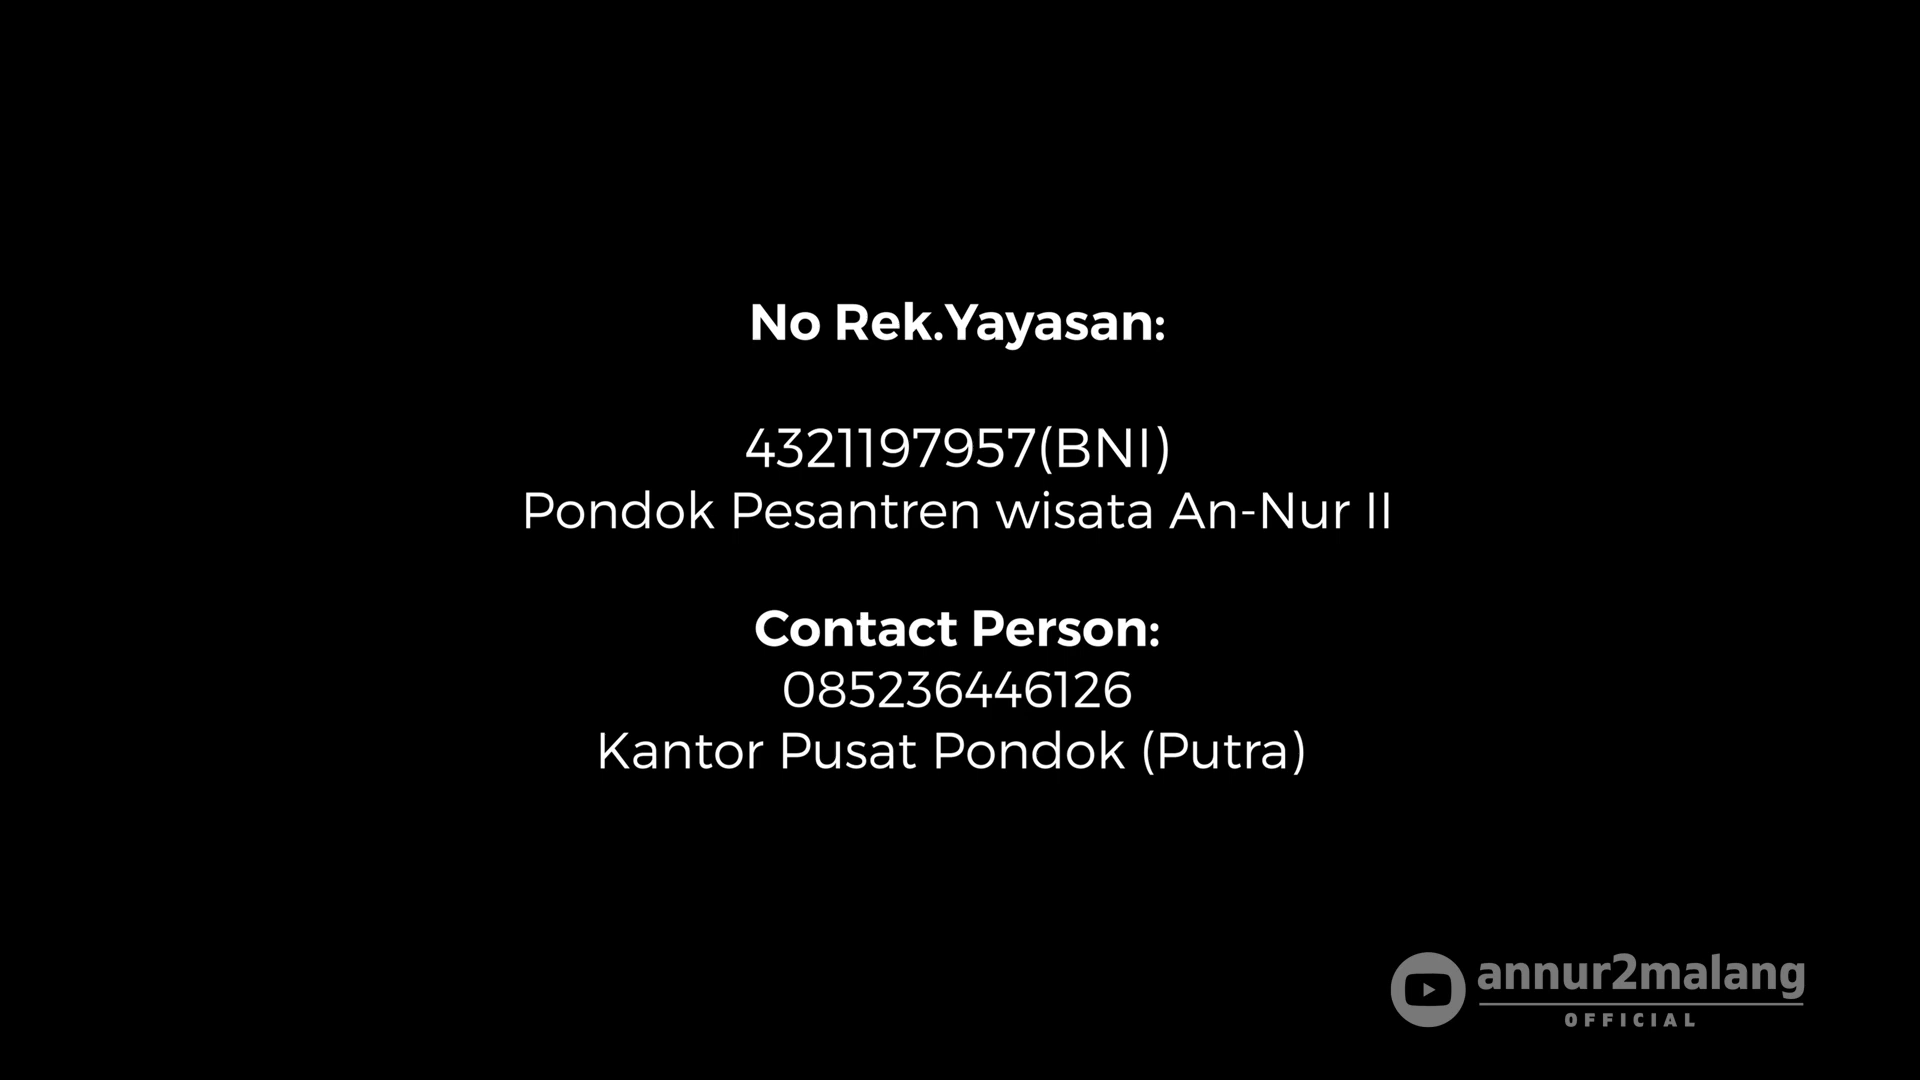 No Rek.Yayasan:
4321197957(BNI)
Pondok Pesantren wisata An-Nur II
Contact Person:
085236446126
Kantor Pusat Pondok (Putra)
annur2malang
OFFICIAL